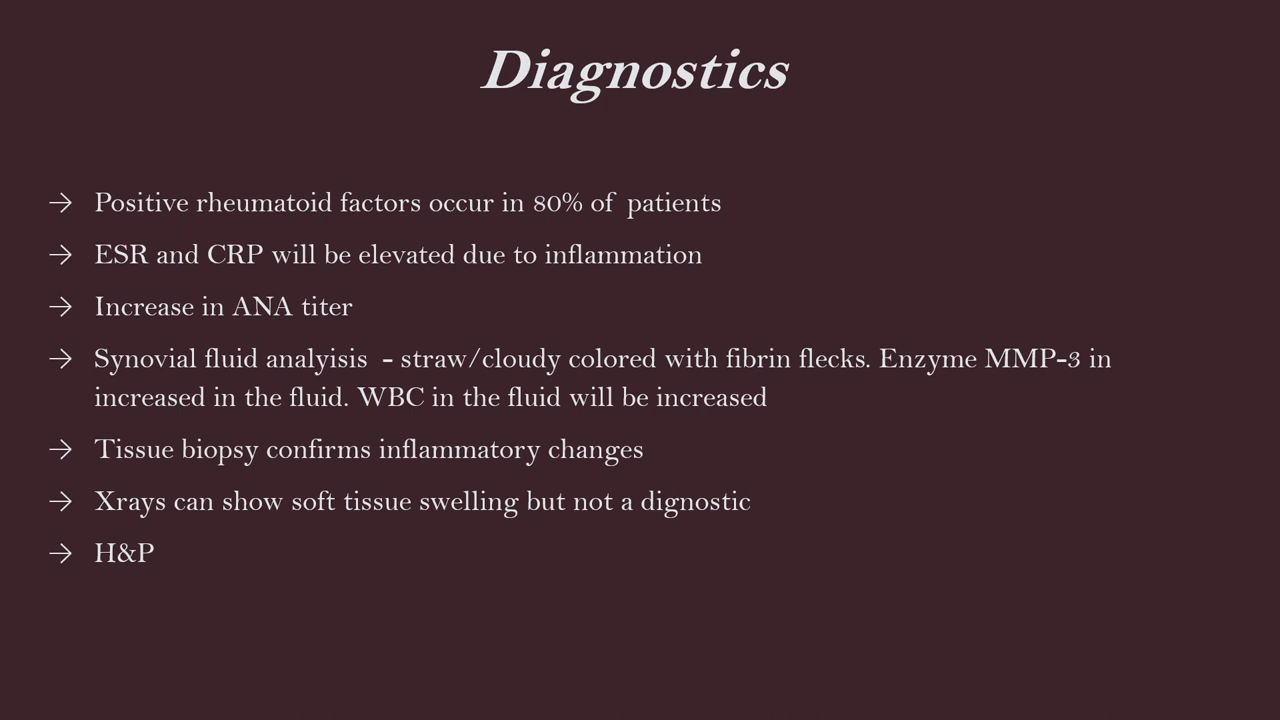 Diagnostics
→ Positive rheumatoid factors occur in 80% of patients
→ ESR and CRP will be elevated due to inflammation
→ Increase in ANA titer
→ Synovial fluid analyisis - straw/cloudy colored with fibrin flecks. Enzyme MMP-3 in
increased in the fluid. WBC in the fluid will be increased
→ Tissue biopsy confirms inflammatory changes
→ Xrays can show soft tissue swelling but not a dignostic
→ H&P